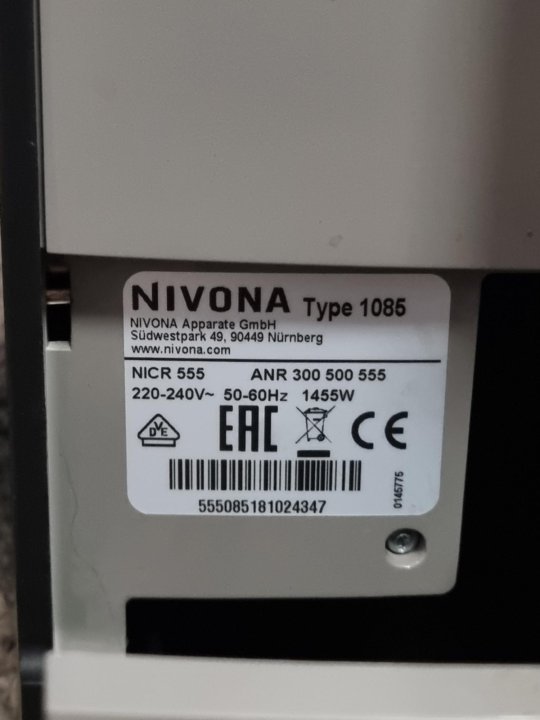 NIVONA Type 1085
NIVONA Apparate GmbH
Südwestpark 49, 90449 Nürnberg
www.nivona.com
NICR 555 ANR 300 500 555
220-240V~ 50-60Hz 1455W
DVE EAC CE
555085181024347
0145775